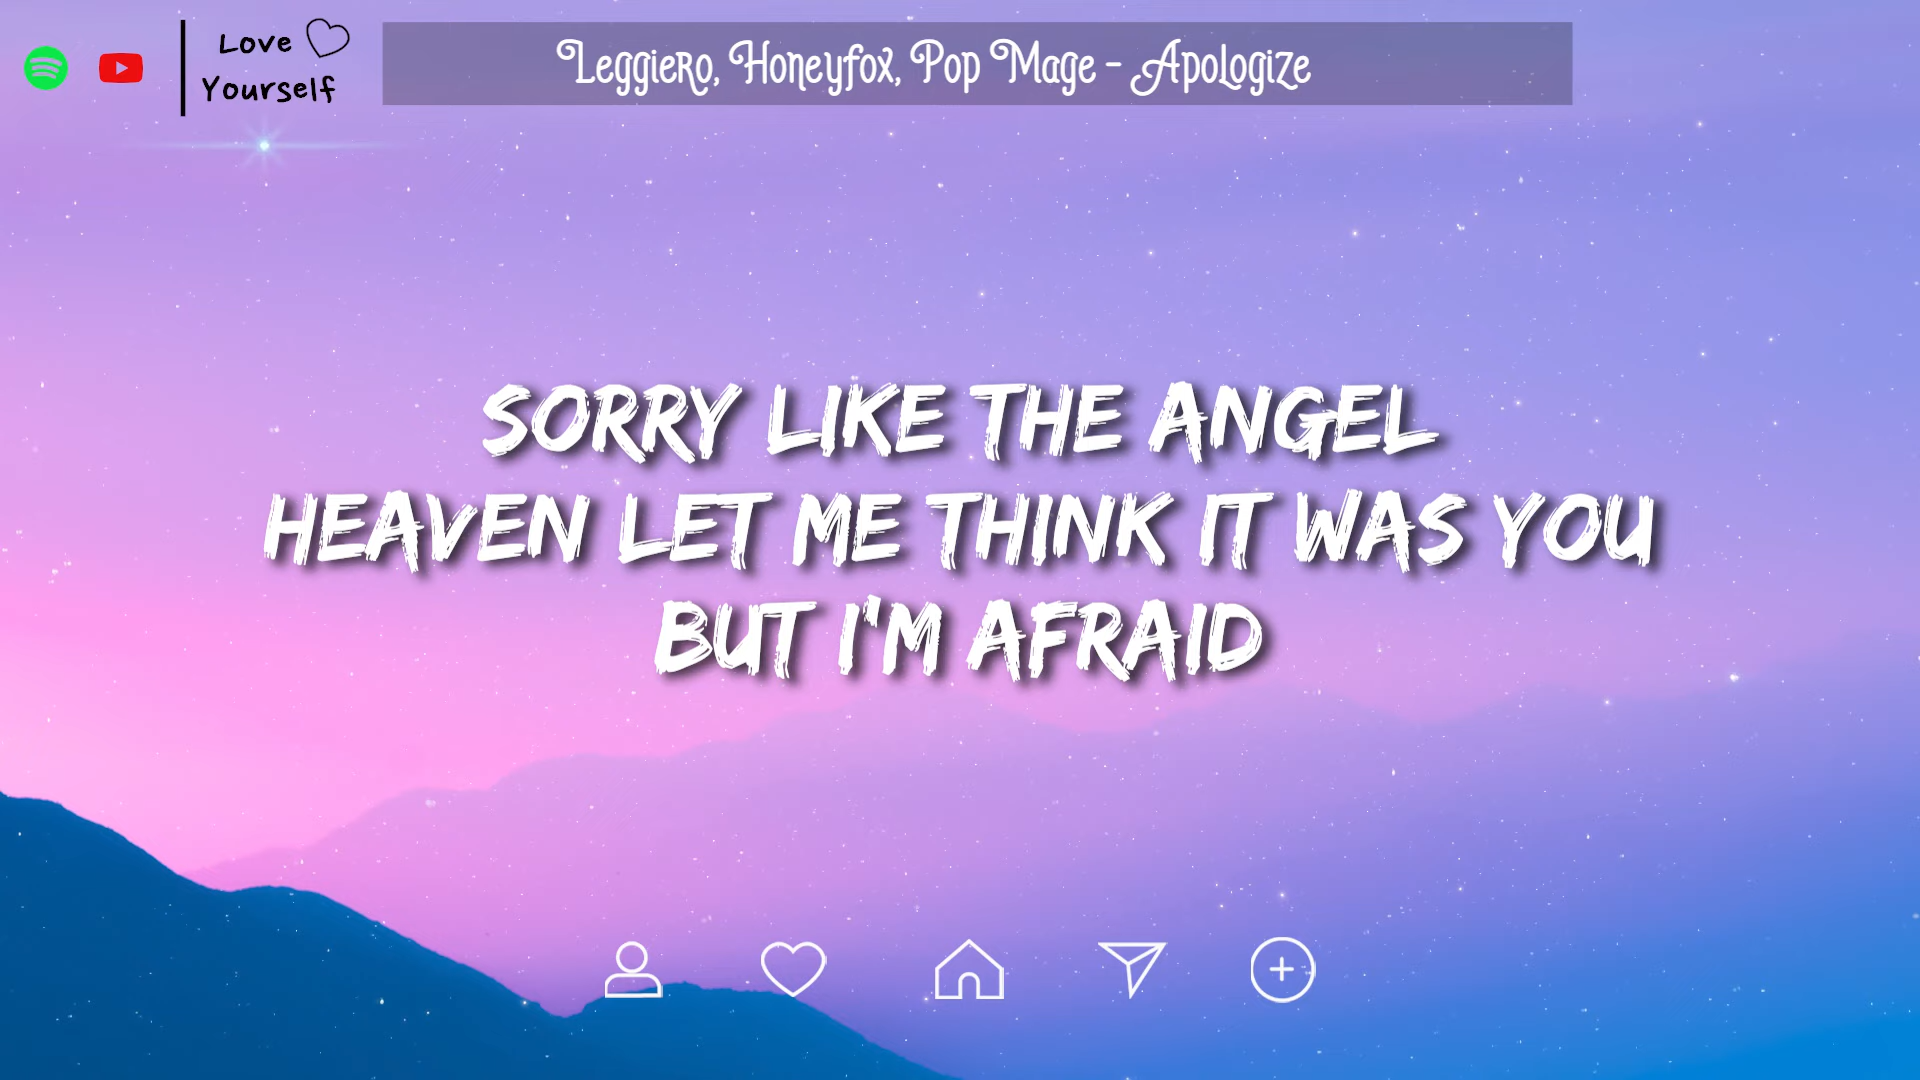 Love
Yourself
Leggiero, Honeyfox, Pop Mage - Apologize
SORRY LIKE THE ANGEL
HEAVEN LET ME THINK IT WAS YOU
BUT I'M AFRAID